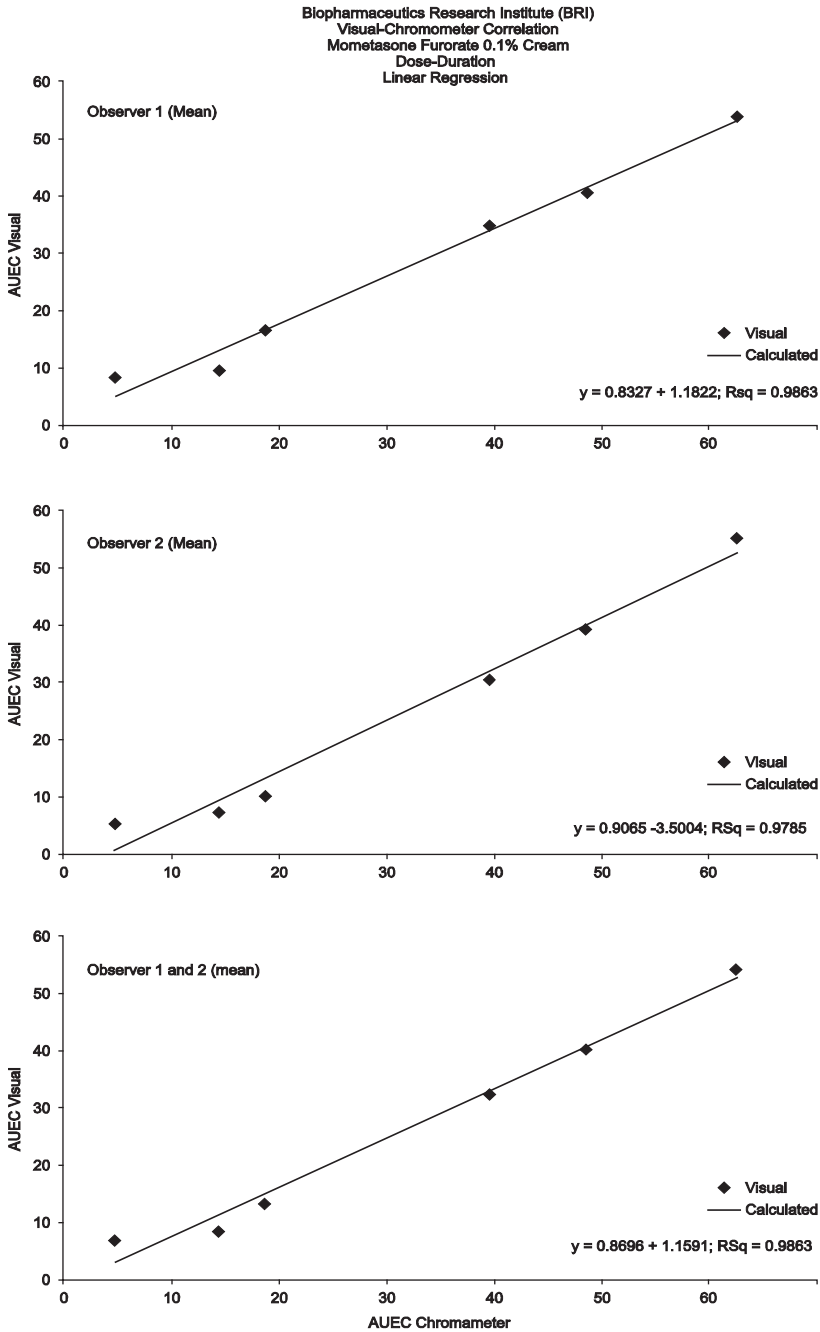 Biopharmaceutics Research Institute (BRI)
Visual-Chromometer Correlation
Mometasone Furorate 0.1% Cream
Dose-Duration
Linear Regression
60
50
40
30
20
10
0
AUEC Visual
Observer 1 (Mean)
Visual
Calculated
y = 0.8327 + 1.1822; Rsq = 0.9863
0 10 20 30 40 50 60
60
50
40
30
20
10
0
AUEC Visual
Observer 2 (Mean)
Visual
Calculated
y = 0.9065 -3.5004; RSq = 0.9785
0 10 20 30 40 50 60
60
50
40
30
20
10
0
AUEC Visual
Observer 1 and 2 (mean)
Visual
Calculated
y = 0.8696 + 1.1591; RSq = 0.9863
0 10 20 30 40 50 60
AUEC Chromameter